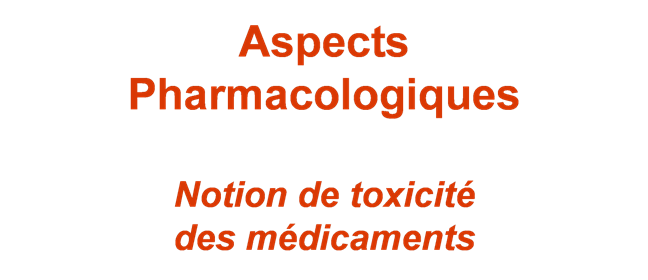 Aspects
Pharmacologiques
Notion de toxicité
des médicaments